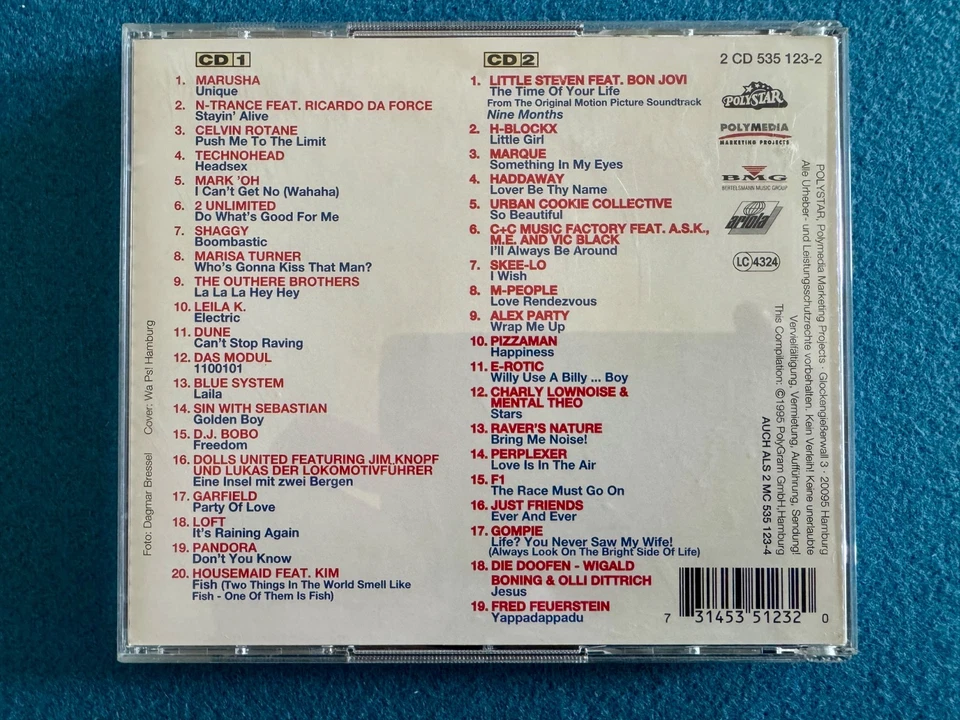 CD 1
1. MARUSHA
Unique
2. N-TRANCE FEAT. RICARDO DA FORCE
Stayin' Alive
3. CELVIN ROTANE
Push Me To The Limit
4. TECHNOHEAD
Headsex
5. MARK 'OH
I Can't Get No (Wahaha)
6. 2 UNLIMITED
Do What's Good For Me
7. SHAGGY
Boombastic
8. MARISA TURNER
Who's Gonna Kiss That Man?
9. THE OUTHERE BROTHERS
La La La Hey Hey
10. LEILA K.
Electric
11. DUNE
Can't Stop Raving
12. DAS MODUL
1100101
13. BLUE SYSTEM
Laila
14. SIN WITH SEBASTIAN
Golden Boy
15. D.J. BOBO
Freedom
16. DOLLS UNITED FEATURING JIM KNOPF
UND LUKAS DER LOKOMOTIVFÜHRER
Eine Insel mit zwei Bergen
17. GARFIELD
Party Of Love
18. LOFT
It's Raining Again
19. PANDORA
Don't You Know
20. HOUSEMAID FEAT. KIM
Fish (Two Things In The World Smell Like
Fish - One Of Them Is Fish)
CD 2
1. LITTLE STEVEN FEAT. BON JOVI
The Time Of Your Life
From The Original Motion Picture Soundtrack
Nine Months
2. H-BLOCKX
Little Girl
3. MARQUE
Something In My Eyes
4. HADDAWAY
Lover Be Thy Name
5. URBAN COOKIE COLLECTIVE
So Beautiful
6. C+C MUSIC FACTORY FEAT. A.S.K.,
M.E. AND VIC BLACK
I'll Always Be Around
7. SKEE-LO
I Wish
8. M-PEOPLE
Love Rendezvous
9. ALEX PARTY
Wrap Me Up
10. PIZZAMAN
Happiness
11. E-ROTIC
Willy Use A Billy ... Boy
12. CHARLY LOWNOISE &
MENTAL THEO
Stars
13. RAVER'S NATURE
Bring Me Noise!
14. PERPLEXER
Love Is In The Air
15. F1
The Race Must Go On
16. JUST FRIENDS
Ever And Ever
17. GOMPIE
Life? You Never Saw My Wife!
(Always Look On The Bright Side Of Life)
18. DIE DOOFEN - WIGALD
BONING & OLLI DITTRICH
Jesus
19. FRED FEUERSTEIN
Yappadappadu
2 CD 535 123-2
POLYSTAR
POLYMEDIA
MARKETING PROJECTS
BMG
BERTELSMANN MUSIC GROUP
ariola
LC 4324
POLYSTAR, Polymedia Marketing Projects · Glockengießerwall 3 · 20095 Hamburg
Alle Urheber- und Leistungsschutzrechte vorbehalten. Kein Verleih! Keine unerlaubte
Vervielfältigung, Vermietung, Aufführung, Sendung!
This Compilation: ©1995 PolyGram GmbH, Hamburg
AUCH ALS 2 MC 535 123-4
7 31453 51232 0
Foto: Dagmar Bressel Cover: Wa Ps! Hamburg